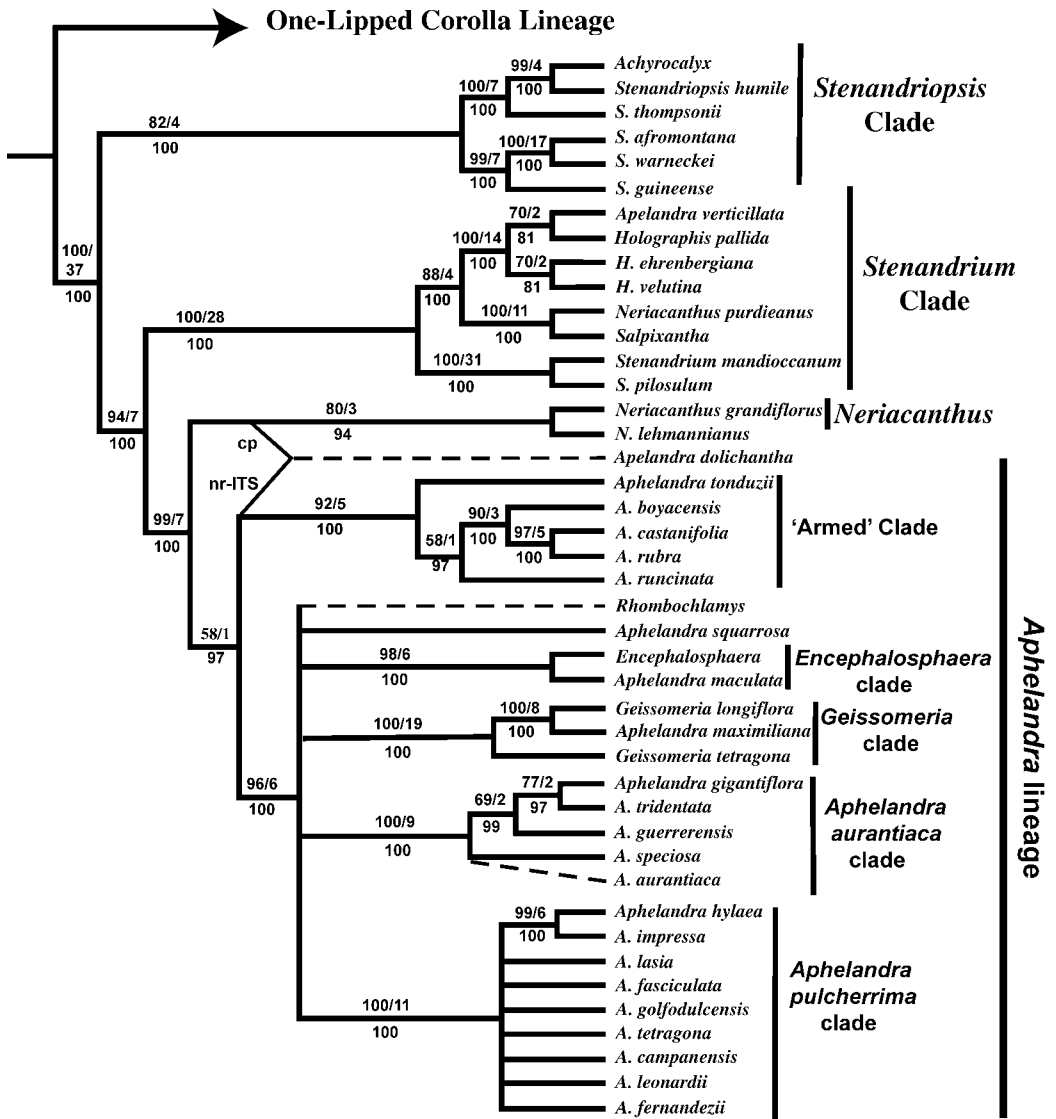 One-Lipped Corolla Lineage
Achyrocalyx
99/4
100
Stenandriopsis humile
100/7
100
S. thompsonii
82/4
100
S. afromontana
100/17
100
S. warneckei
99/7
100
S. guineense
Stenandriopsis
Clade
Apelandra verticillata
70/2
81
Holographis pallida
100/14
100
H. ehrenbergiana
70/2
81
H. velutina
88/4
100
Neriacanthus purdieanus
100/11
100
Salpixantha
100/28
100
Stenandrium mandioccanum
100/31
100
S. pilosulum
Stenandrium
Clade
100/
37
100
94/7
100
Neriacanthus grandiflorus
80/3
94
N. lehmannianus
Neriacanthus
cp
nr-ITS
Apelandra dolichantha
99/7
100
Aphelandra tonduzii
92/5
100
A. boyacensis
90/3
100
A. castanifolia
97/5
100
A. rubra
58/1
97
A. runcinata
'Armed' Clade
58/1
97
Rhombochlamys
Aphelandra squarrosa
Encephalosphaera
98/6
100
Aphelandra maculata
Encephalosphaera
clade
Geissomeria longiflora
100/8
100
Aphelandra maximiliana
100/19
100
Geissomeria tetragona
Geissomeria
clade
96/6
100
Aphelandra gigantiflora
77/2
97
A. tridentata
69/2
99
A. guerrerensis
100/9
100
A. speciosa
A. aurantiaca
Aphelandra
aurantiaca
clade
Aphelandra hylaea
99/6
100
A. impressa
A. lasia
A. fasciculata
A. golfodulcensis
100/11
100
A. tetragona
A. campanensis
A. leonardii
A. fernandezii
Aphelandra
pulcherrima
clade
Aphelandra lineage